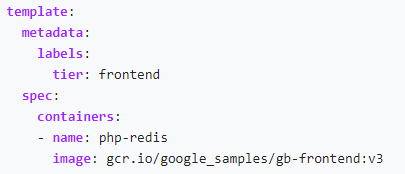 template:
  metadata:
    labels:
      tier: frontend
  spec:
    containers:
    - name: php-redis
      image: gcr.io/google_samples/gb-frontend:v3